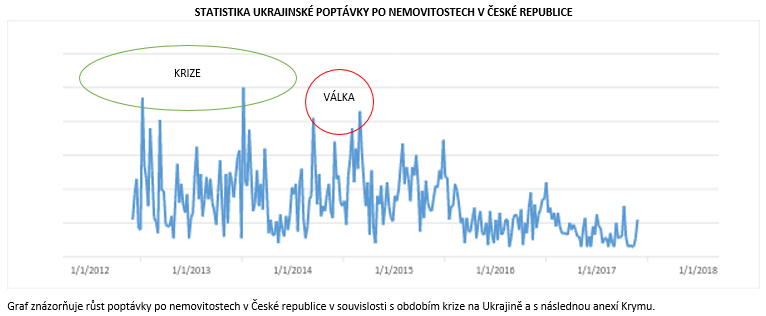 STATISTIKA UKRAJINSKÉ POPTÁVKY PO NEMOVITOSTECH V ČESKÉ REPUBLICE
KRIZE
VÁLKA
1/1/2012 1/1/2013 1/1/2014 1/1/2015 1/1/2016 1/1/2017 1/1/2018
Graf znázorňuje růst poptávky po nemovitostech v České republice v souvislosti s obdobím krize na Ukrajině a s následnou anexí Krymu.